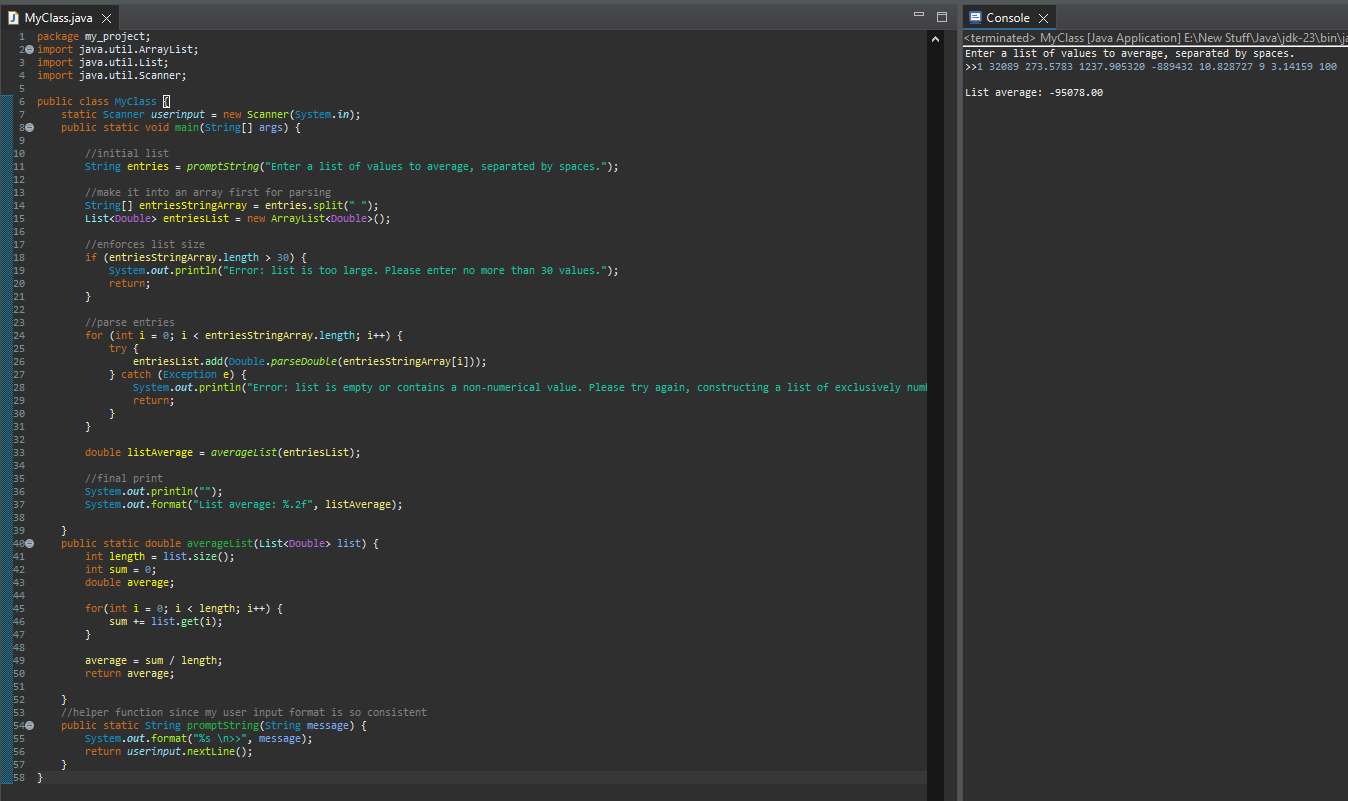 MyClass.java
1 package my_project;
2 import java.util.ArrayList;
3 import java.util.List;
4 import java.util.Scanner;
5
6 public class MyClass {
7     static Scanner userinput = new Scanner(System.in);
8     public static void main(String[] args) {
9
10         //initial list
11         String entries = promptString("Enter a list of values to average, separated by spaces.");
12
13         //make it into an array first for parsing
14         String[] entriesStringArray = entries.split(" ");
15         List<Double> entriesList = new ArrayList<Double>();
16
17         //enforces list size
18         if (entriesStringArray.length > 30) {
19             System.out.println("Error: list is too large. Please enter no more than 30 values.");
20             return;
21         }
22
23         //parse entries
24         for (int i = 0; i < entriesStringArray.length; i++) {
25             try {
26                 entriesList.add(Double.parseDouble(entriesStringArray[i]));
27             } catch (Exception e) {
28                 System.out.println("Error: list is empty or contains a non-numerical value. Please try again, constructing a list of exclusively num
29                 return;
30             }
31         }
32
33         double listAverage = averageList(entriesList);
34
35         //final print
36         System.out.println("");
37         System.out.format("List average: %.2f", listAverage);
38
39     }
40     public static double averageList(List<Double> list) {
41         int length = list.size();
42         int sum = 0;
43         double average;
44
45         for(int i = 0; i < length; i++) {
46             sum += list.get(i);
47         }
48
49         average = sum / length;
50         return average;
51
52     }
53     //helper function since my user input format is so consistent
54     public static String promptString(String message) {
55         System.out.format("%s \n>>", message);
56         return userinput.nextLine();
57     }
58 }
Console
<terminated> MyClass [Java Application] E:\New Stuff\Java\jdk-23\bin\ja
Enter a list of values to average, separated by spaces.
>>1 32089 273.5783 1237.905320 -889432 10.828727 9 3.14159 100
List average: -95078.00